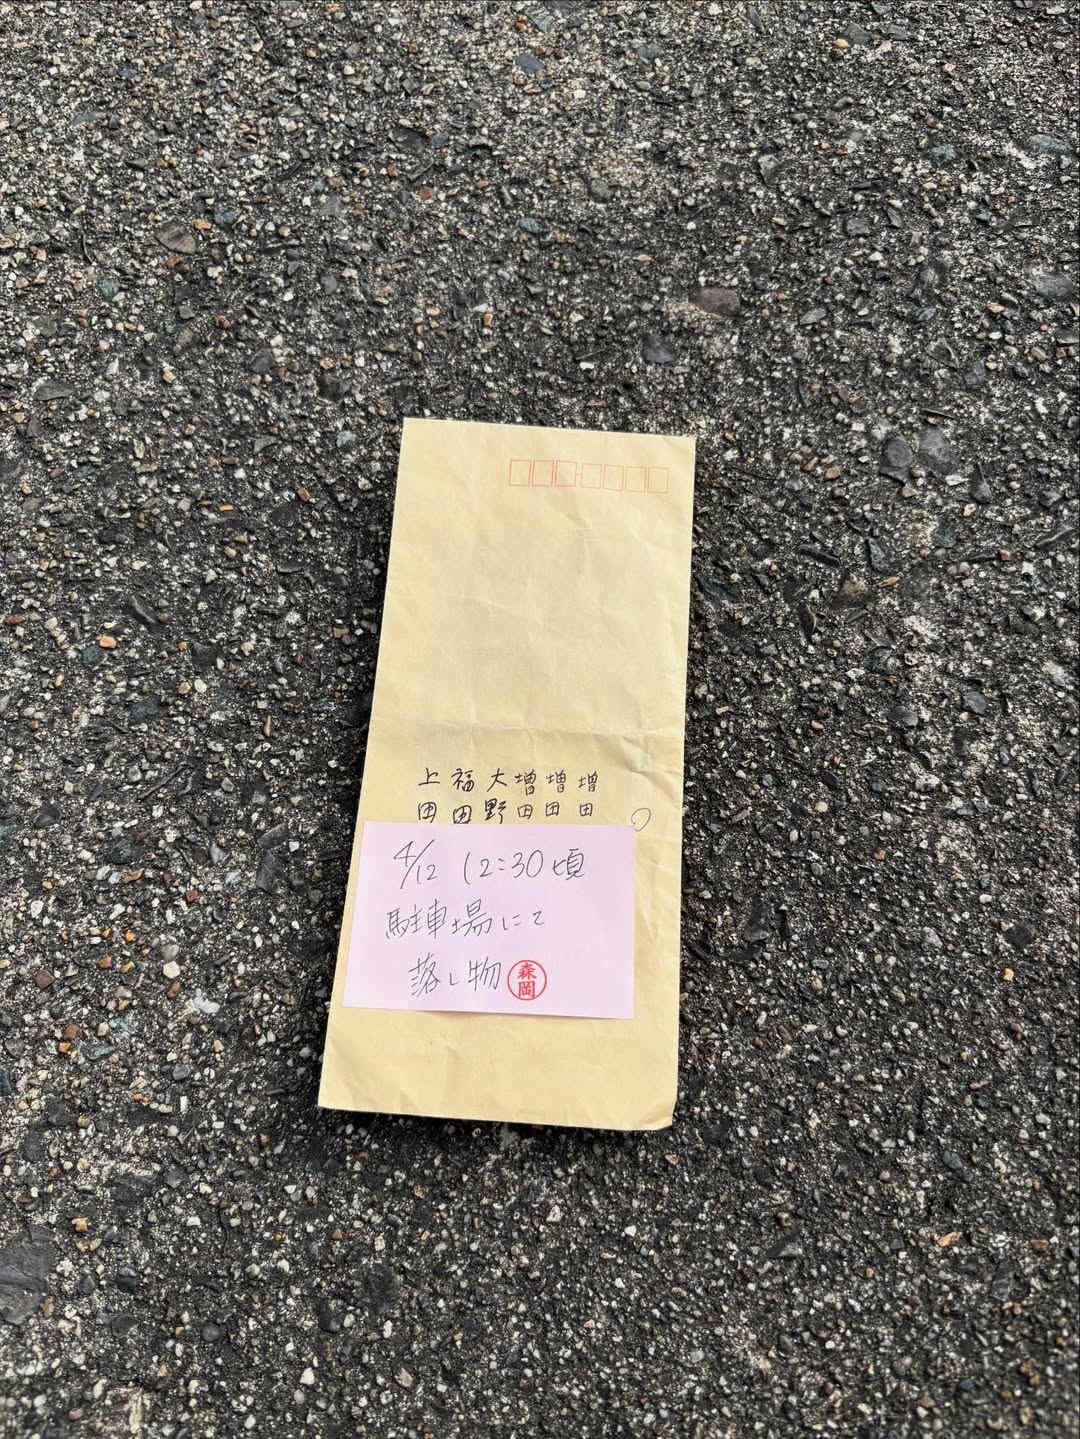 増田
増田
増田
大野
福田
上田
4/12 12:30頃
駐車場にて
落し物
森岡